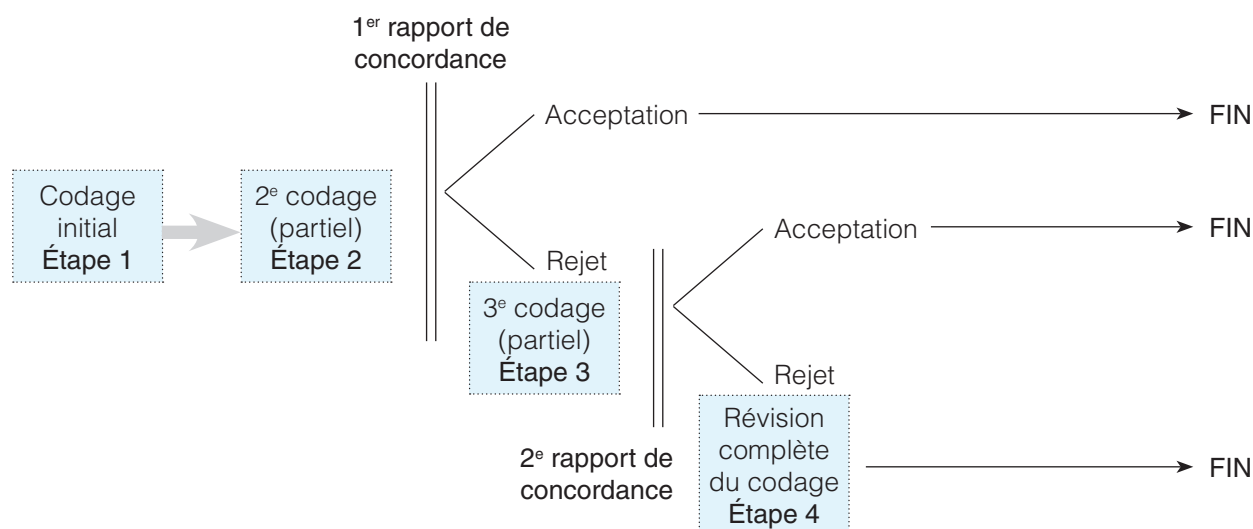 1er rapport de
concordance
Acceptation
FIN
Codage
initial
Étape 1
2e codage
(partiel)
Étape 2
Acceptation
FIN
Rejet
3e codage
(partiel)
Étape 3
Rejet
2e rapport de
concordance
Révision
complète
du codage
Étape 4
FIN